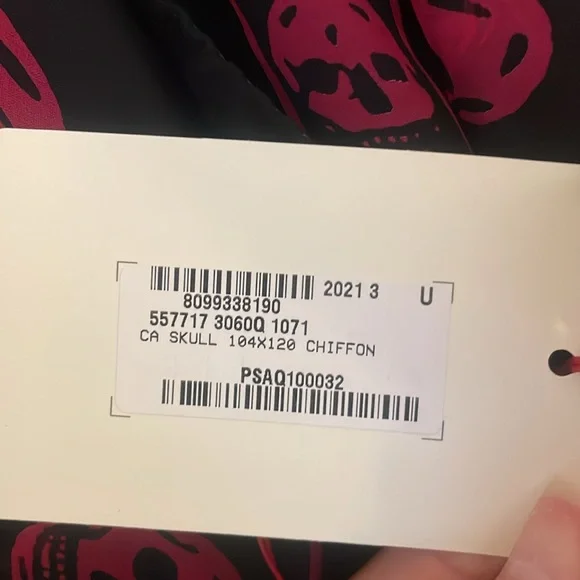 2021 3 U
8099338190
557717 3060Q 1071
CA SKULL 104X120 CHIFFON
PSAQ100032